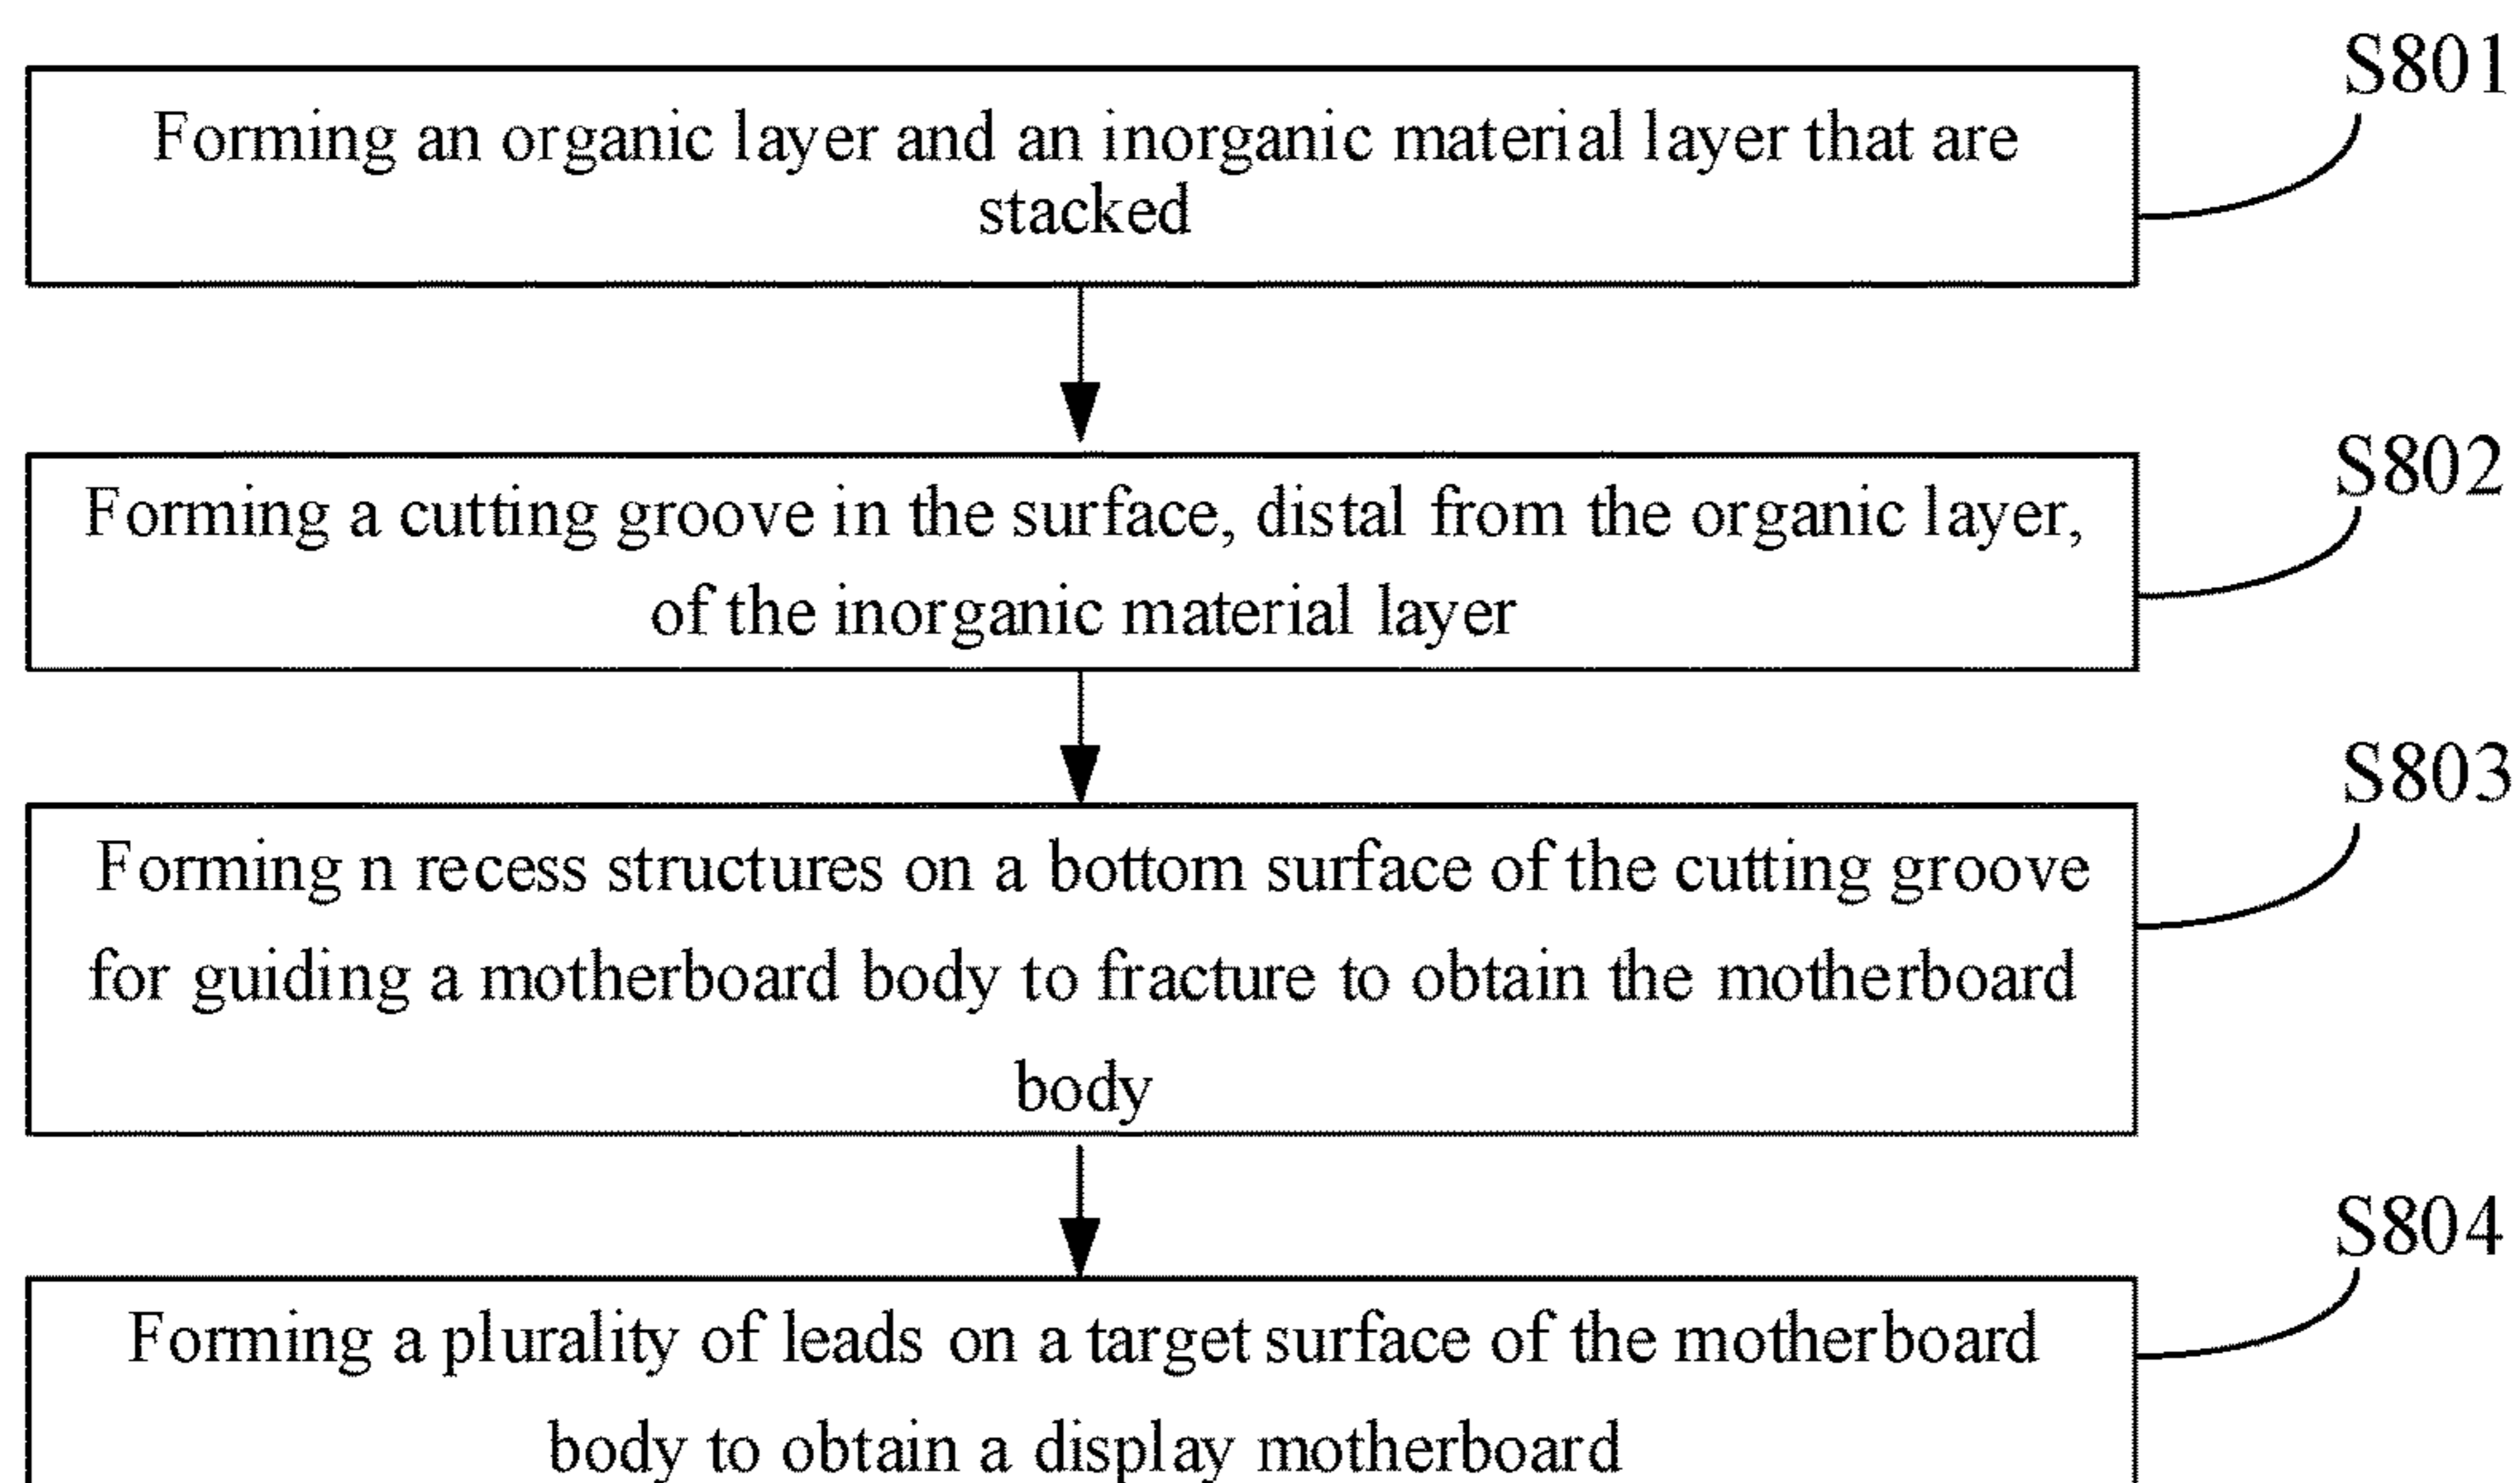 S801
Forming an organic layer and an inorganic material layer that are
stacked
S802
Forming a cutting groove in the surface, distal from the organic layer,
of the inorganic material layer
S803
Forming n recess structures on a bottom surface of the cutting groove
for guiding a motherboard body to fracture to obtain the motherboard
body
S804
Forming a plurality of leads on a target surface of the motherboard
body to obtain a display motherboard